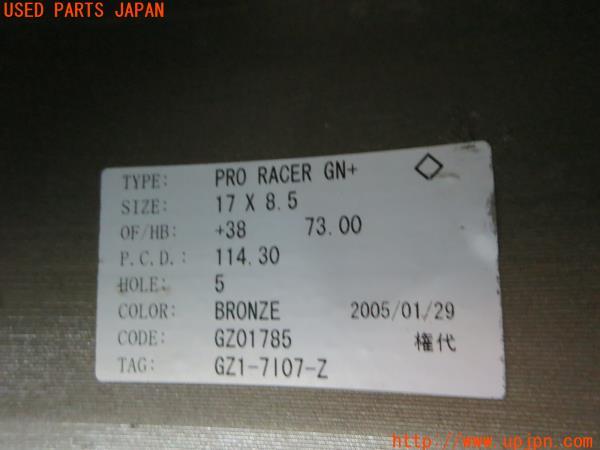 USED PARTS JAPAN
TYPE: PRO RACER GN+ ◇
SIZE: 17 X 8.5
OF/HB: +38 73.00
P.C.D.: 114.30
HOLE: 5
COLOR: BRONZE 2005/01/29
CODE: GZ01785 権代
TAG: GZ1-7I07-Z
http://www.upjpn.com/